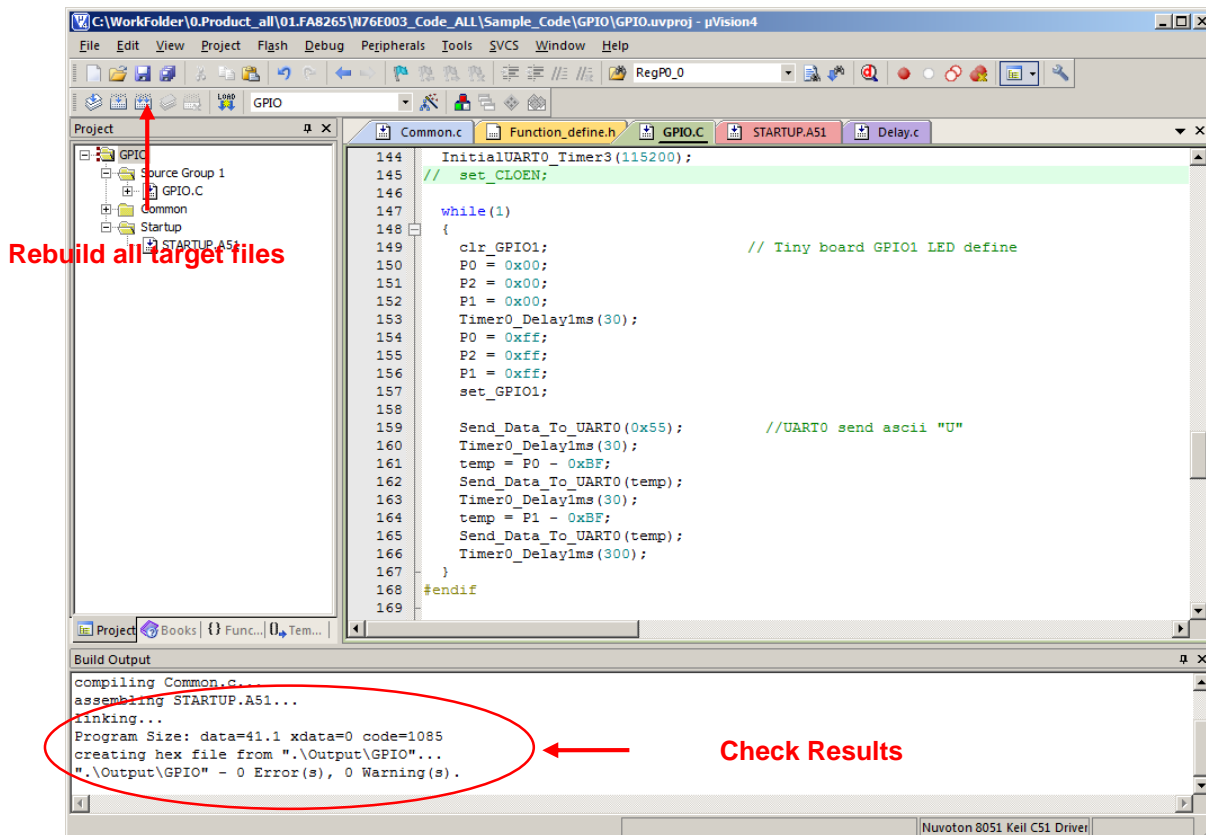 C:\WorkFolder\0.Product_all\01.FA8265\N76E003_Code_ALL\Sample_Code\GPIO\GPIO.uvproj - µVision4
File Edit View Project Flash Debug Peripherals Tools SVCS Window Help
RegP0_0
LOAD GPIO
Project
Common.c Function_define.h GPIO.C STARTUP.A51 Delay.c
GPIO
Source Group 1
GPIO.C
Common
Startup
STARTUP.A51
Rebuild all target files
144 InitialUART0_Timer3(115200);
145 // set_CLOEN;
146
147 while(1)
148 {
149 clr_GPIO1; // Tiny board GPIO1 LED define
150 P0 = 0x00;
151 P2 = 0x00;
152 P1 = 0x00;
153 Timer0_Delay1ms(30);
154 P0 = 0xff;
155 P2 = 0xff;
156 P1 = 0xff;
157 set_GPIO1;
158
159 Send_Data_To_UART0(0x55); //UART0 send ascii "U"
160 Timer0_Delay1ms(30);
161 temp = P0 - 0xBF;
162 Send_Data_To_UART0(temp);
163 Timer0_Delay1ms(30);
164 temp = P1 - 0xBF;
165 Send_Data_To_UART0(temp);
166 Timer0_Delay1ms(300);
167 }
168 #endif
169
Project Books {} Func... 0 Tem...
Build Output
compiling Common.c...
assembling STARTUP.A51...
linking...
Program Size: data=41.1 xdata=0 code=1085
creating hex file from ".\Output\GPIO"...
".\Output\GPIO" - 0 Error(s), 0 Warning(s).
Check Results
Nuvoton 8051 Keil C51 Driver